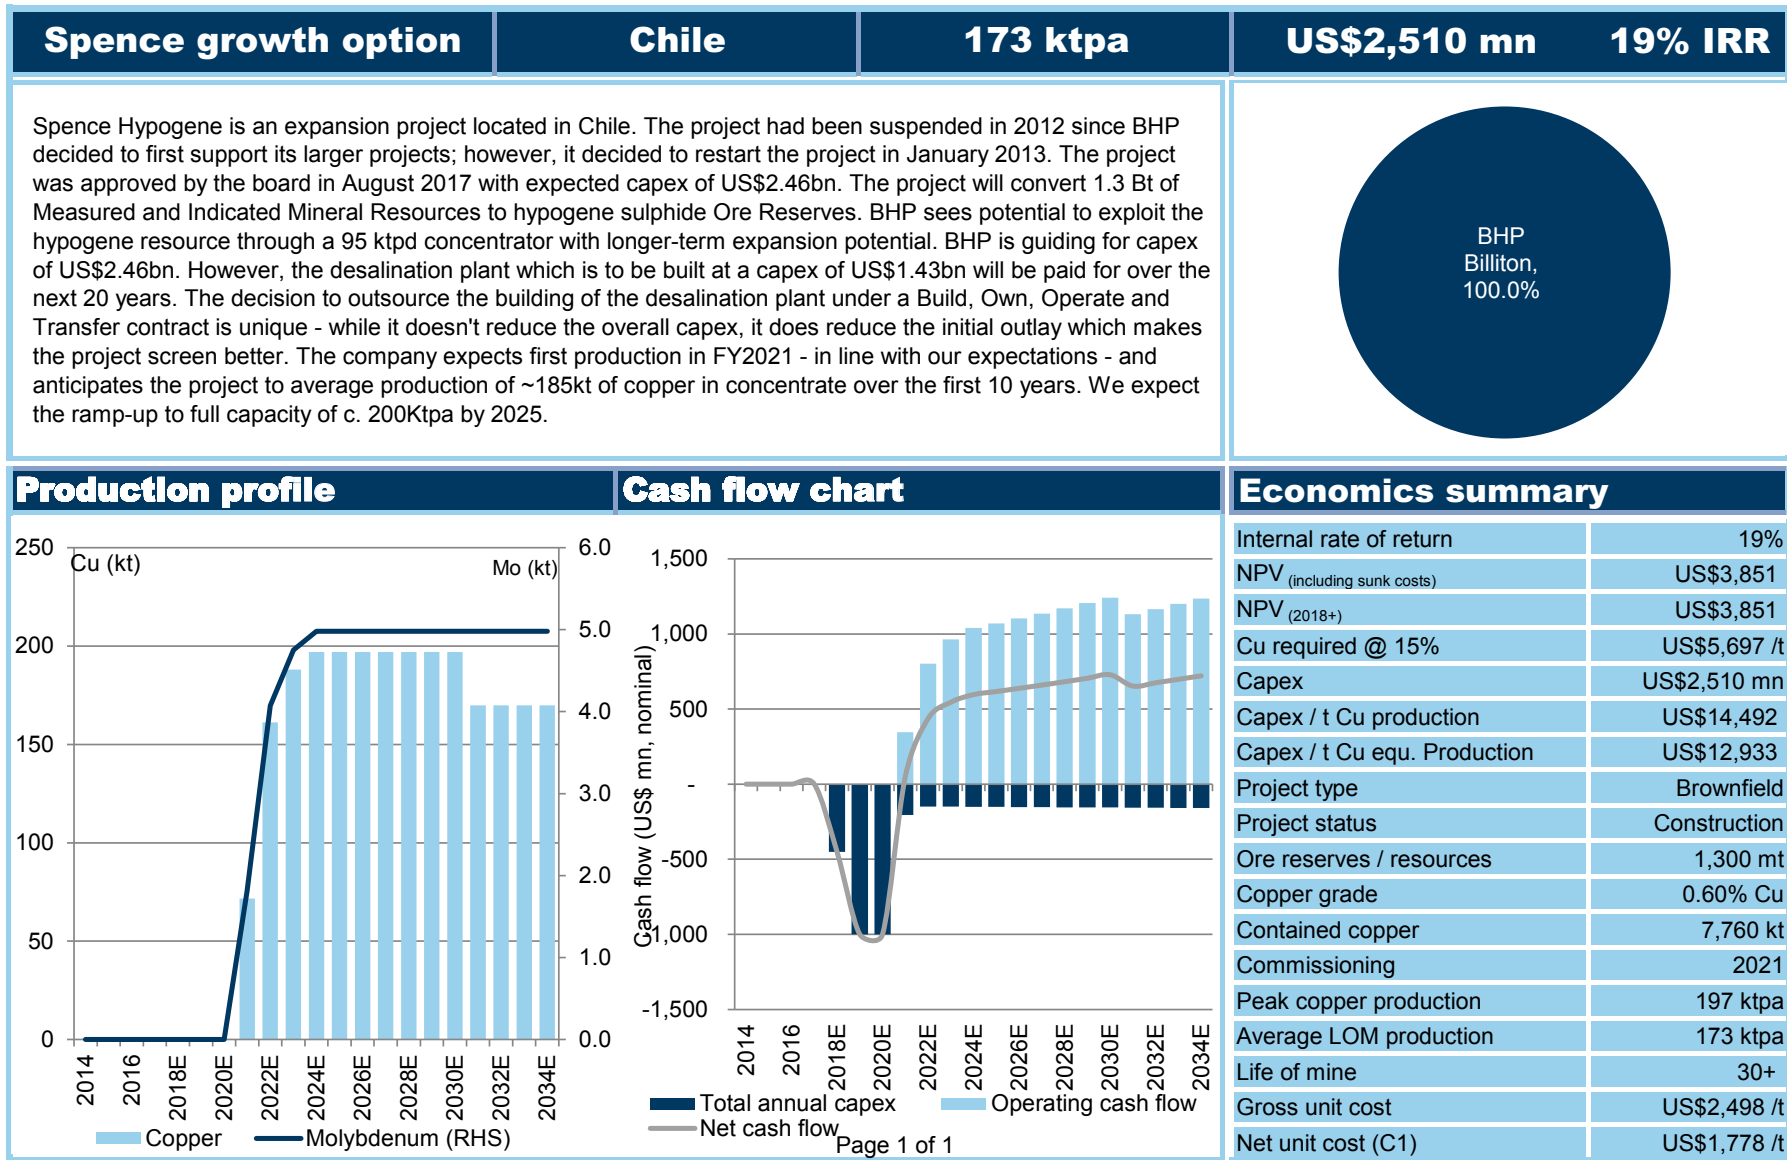 Spence growth option
Chile
173 ktpa
US$2,510 mn
19% IRR
Spence Hypogene is an expansion project located in Chile. The project had been suspended in 2012 since BHP
decided to first support its larger projects; however, it decided to restart the project in January 2013. The project
was approved by the board in August 2017 with expected capex of US$2.46bn. The project will convert 1.3 Bt of
Measured and Indicated Mineral Resources to hypogene sulphide Ore Reserves. BHP sees potential to exploit the
hypogene resource through a 95 ktpd concentrator with longer-term expansion potential. BHP is guiding for capex
of US$2.46bn. However, the desalination plant which is to be built at a capex of US$1.43bn will be paid for over the
next 20 years. The decision to outsource the building of the desalination plant under a Build, Own, Operate and
Transfer contract is unique - while it doesn't reduce the overall capex, it does reduce the initial outlay which makes
the project screen better. The company expects first production in FY2021 - in line with our expectations - and
anticipates the project to average production of ~185kt of copper in concentrate over the first 10 years. We expect
the ramp-up to full capacity of c. 200Ktpa by 2025.
BHP
Billiton,
100.0%
Production profile
Cu (kt)
Mo (kt)
250
200
150
100
50
0
6.0
5.0
4.0
3.0
2.0
1.0
0.0
2014
2016
2018E
2020E
2022E
2024E
2026E
2028E
2030E
2032E
2034E
Copper
Molybdenum (RHS)
Cash flow chart
Cash flow (US$ mn, nominal)
1,500
1,000
500
-
-500
-1,000
-1,500
2014
2016
2018E
2020E
2022E
2024E
2026E
2028E
2030E
2032E
2034E
Total annual capex
Operating cash flow
Net cash flow
Page 1 of 1
Economics summary
Internal rate of return 19%
NPV (including sunk costs) US$3,851
NPV (2018+) US$3,851
Cu required @ 15% US$5,697 /t
Capex US$2,510 mn
Capex / t Cu production US$14,492
Capex / t Cu equ. Production US$12,933
Project type Brownfield
Project status Construction
Ore reserves / resources 1,300 mt
Copper grade 0.60% Cu
Contained copper 7,760 kt
Commissioning 2021
Peak copper production 197 ktpa
Average LOM production 173 ktpa
Life of mine 30+
Gross unit cost US$2,498 /t
Net unit cost (C1) US$1,778 /t